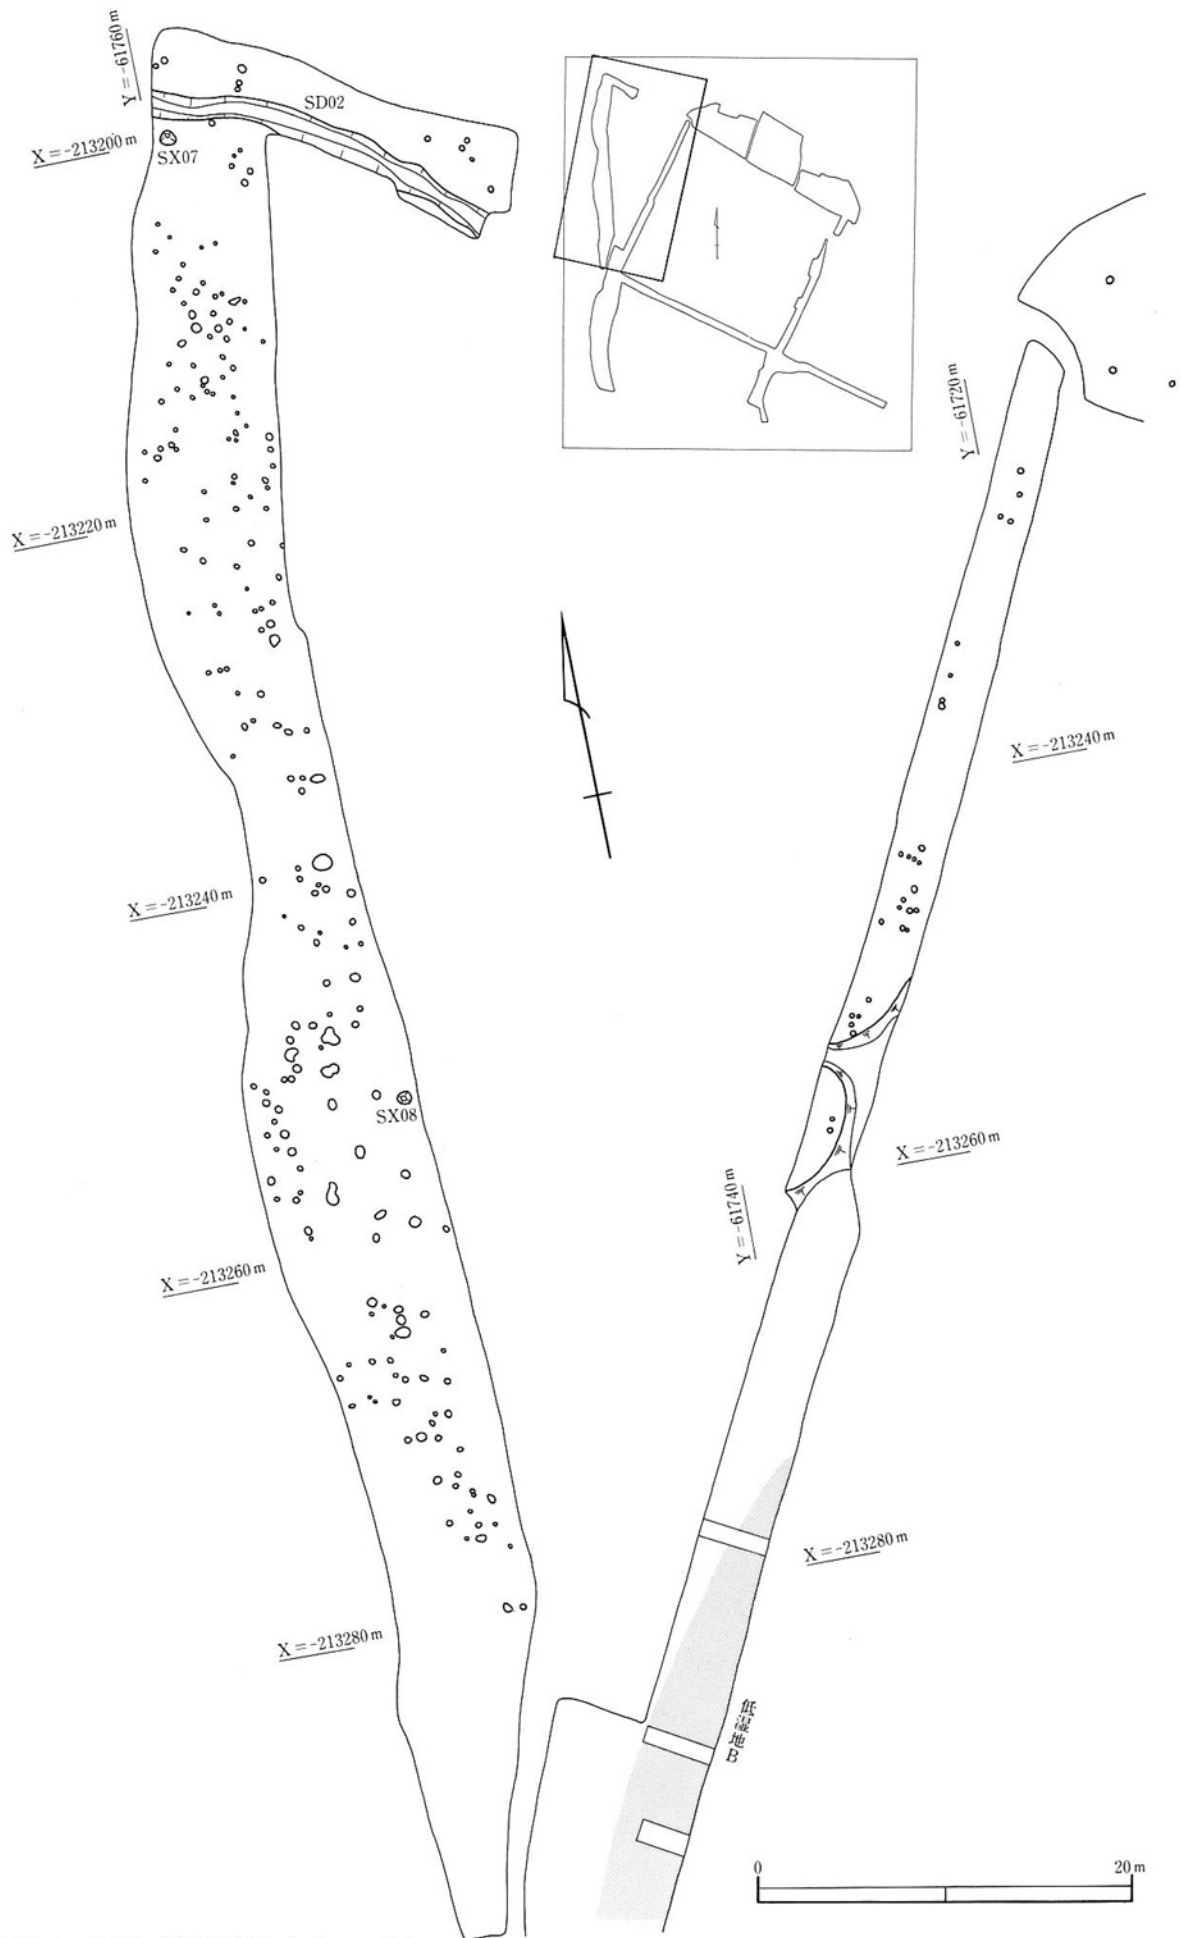 Y = -61760m
SD02
X = -213200m
SX07
Y = -61720m
X = -213220m
X = -213240m
X = -213240m
SX08
X = -213260m
Y = -61740m
X = -213260m
X = -213280m
X = -213280m
低湿地B
0 20m